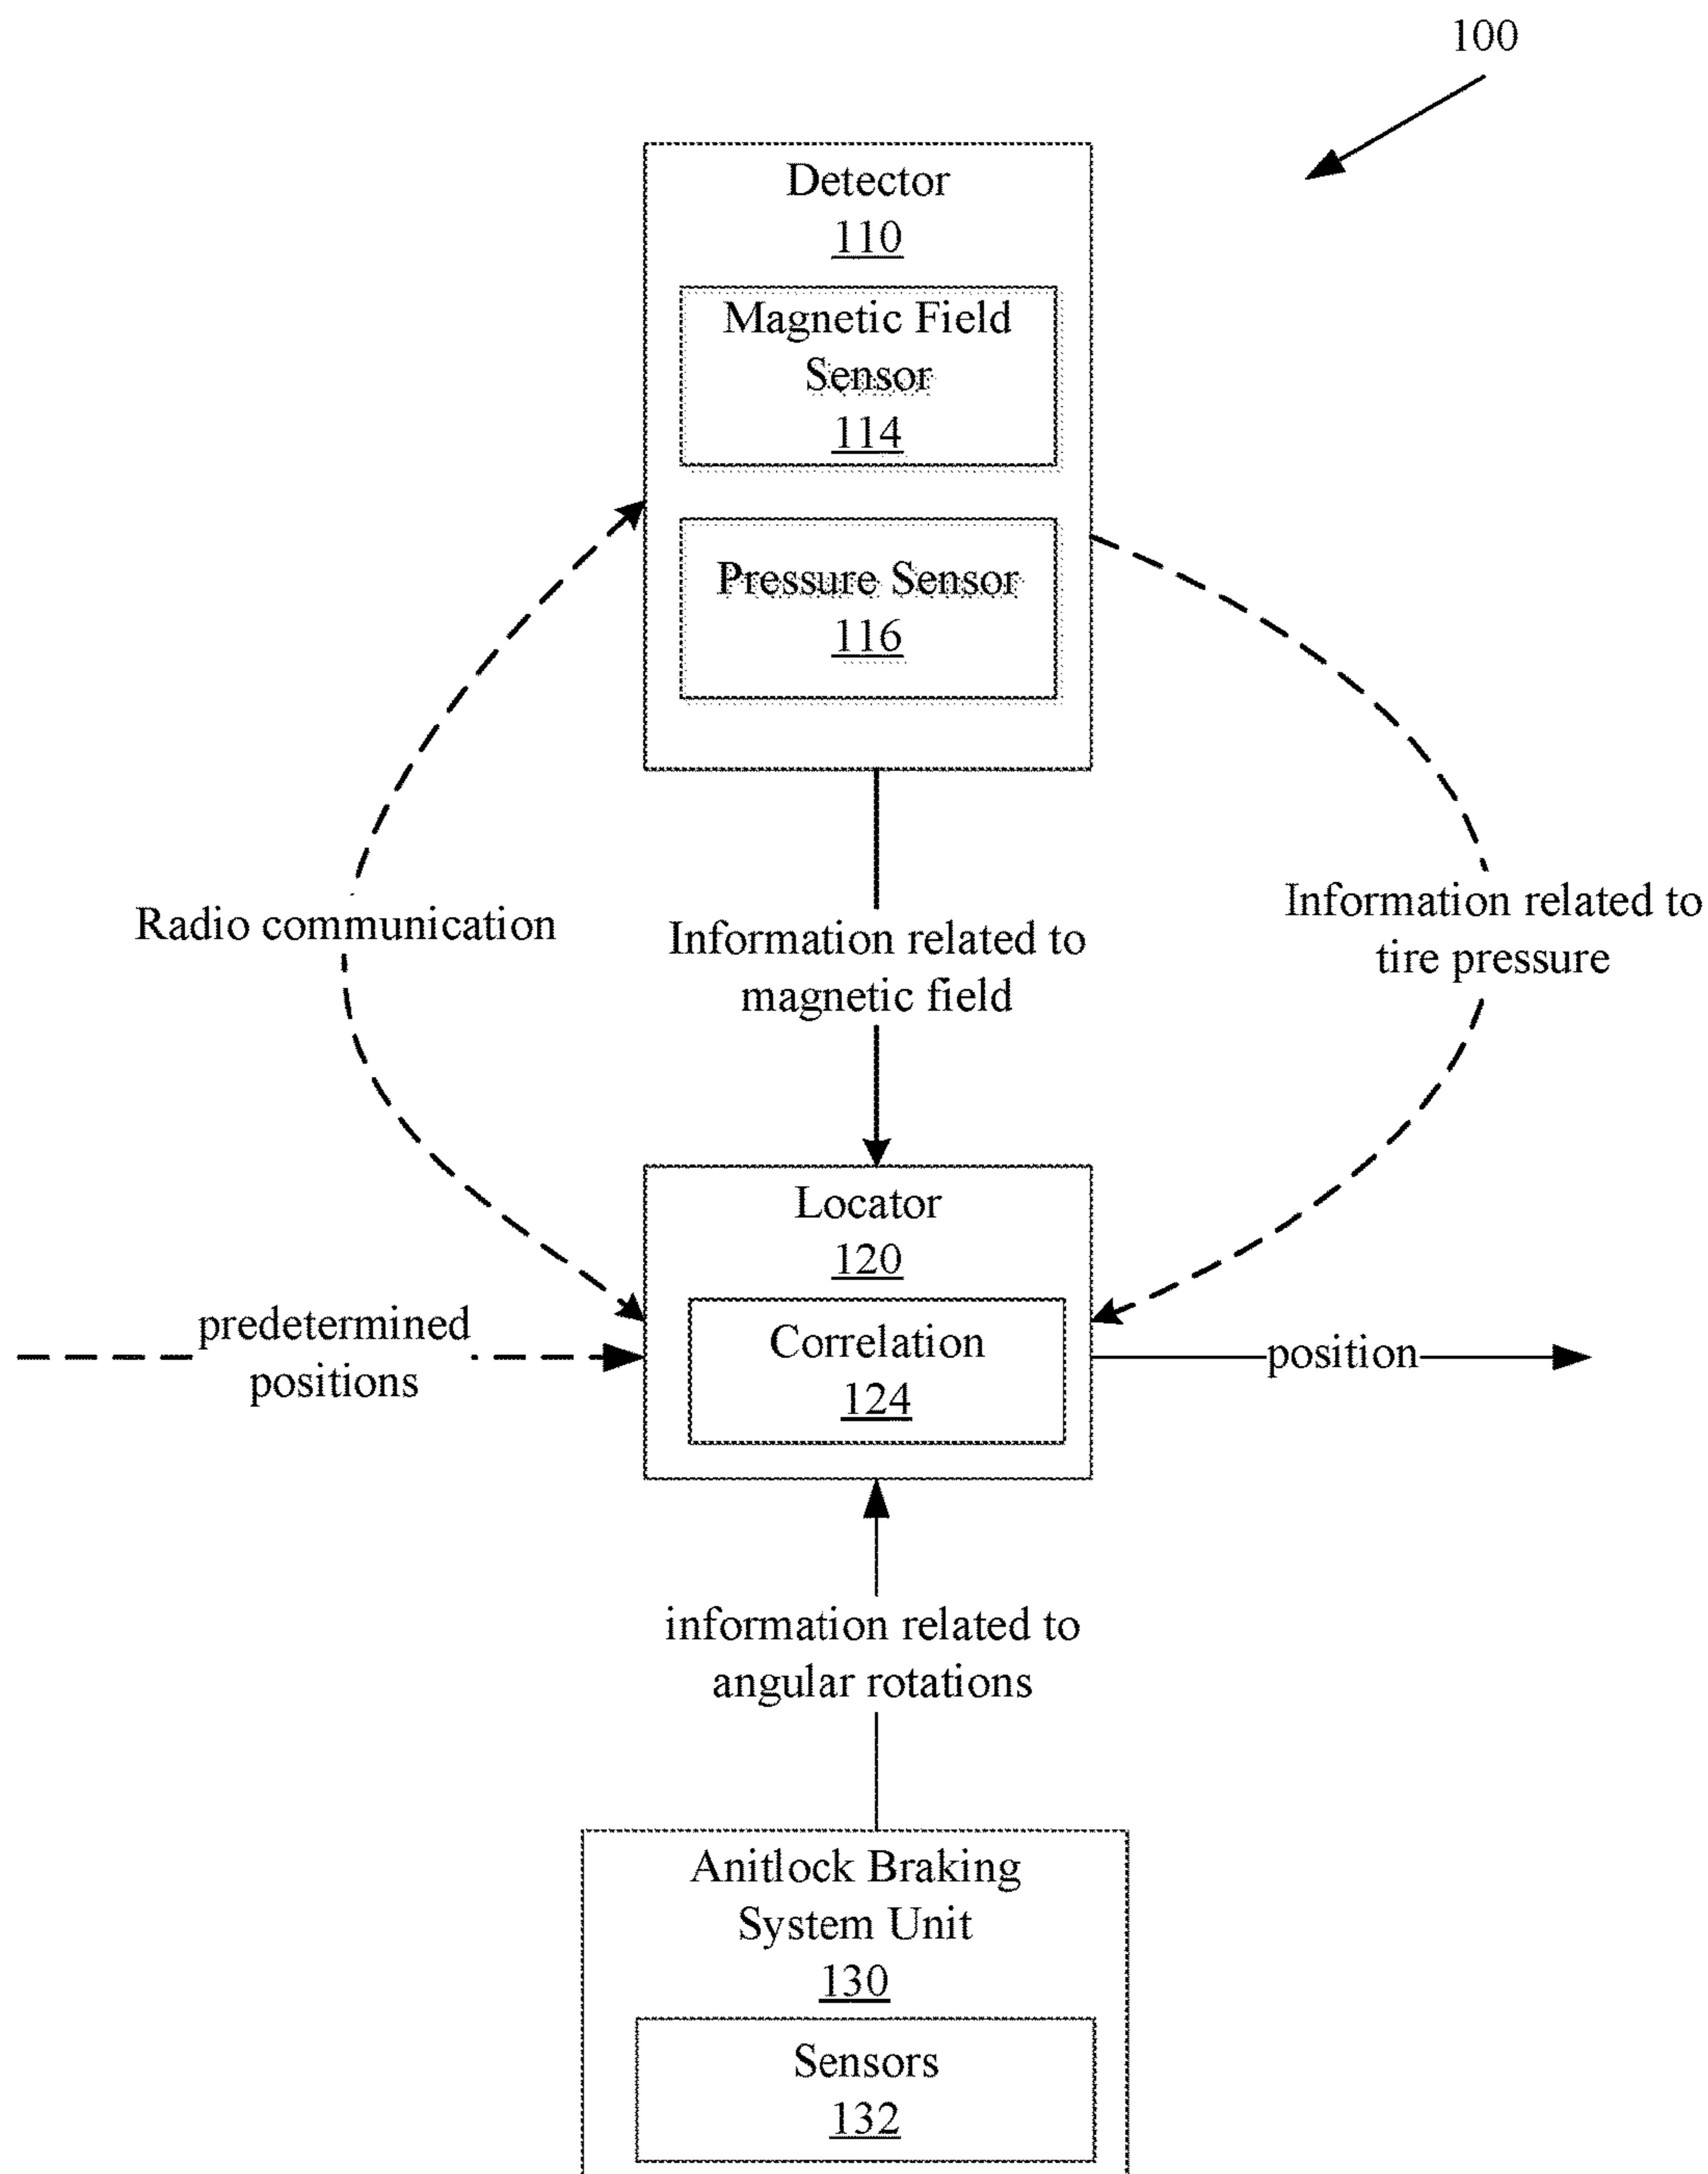 100
Detector
110
Magnetic Field
Sensor
114
Pressure Sensor
116
Radio communication
Information related to
magnetic field
Information related to
tire pressure
Locator
120
predetermined
positions
Correlation
124
position
information related to
angular rotations
Anitlock Braking
System Unit
130
Sensors
132